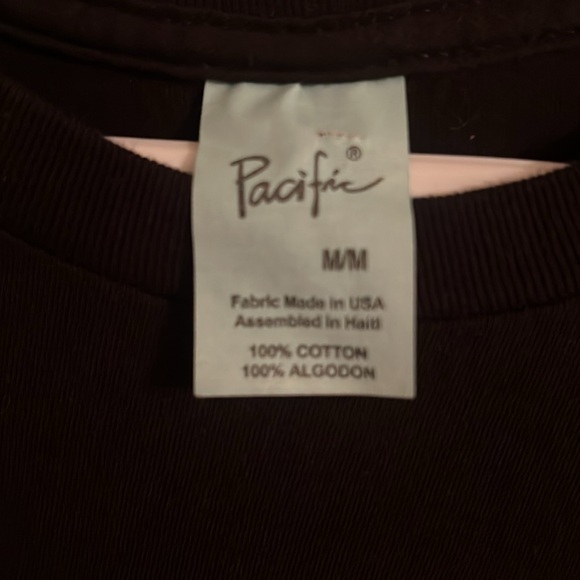 Pacific®
M/M
Fabric Made in USA
Assembled in Haiti
100% COTTON
100% ALGODON